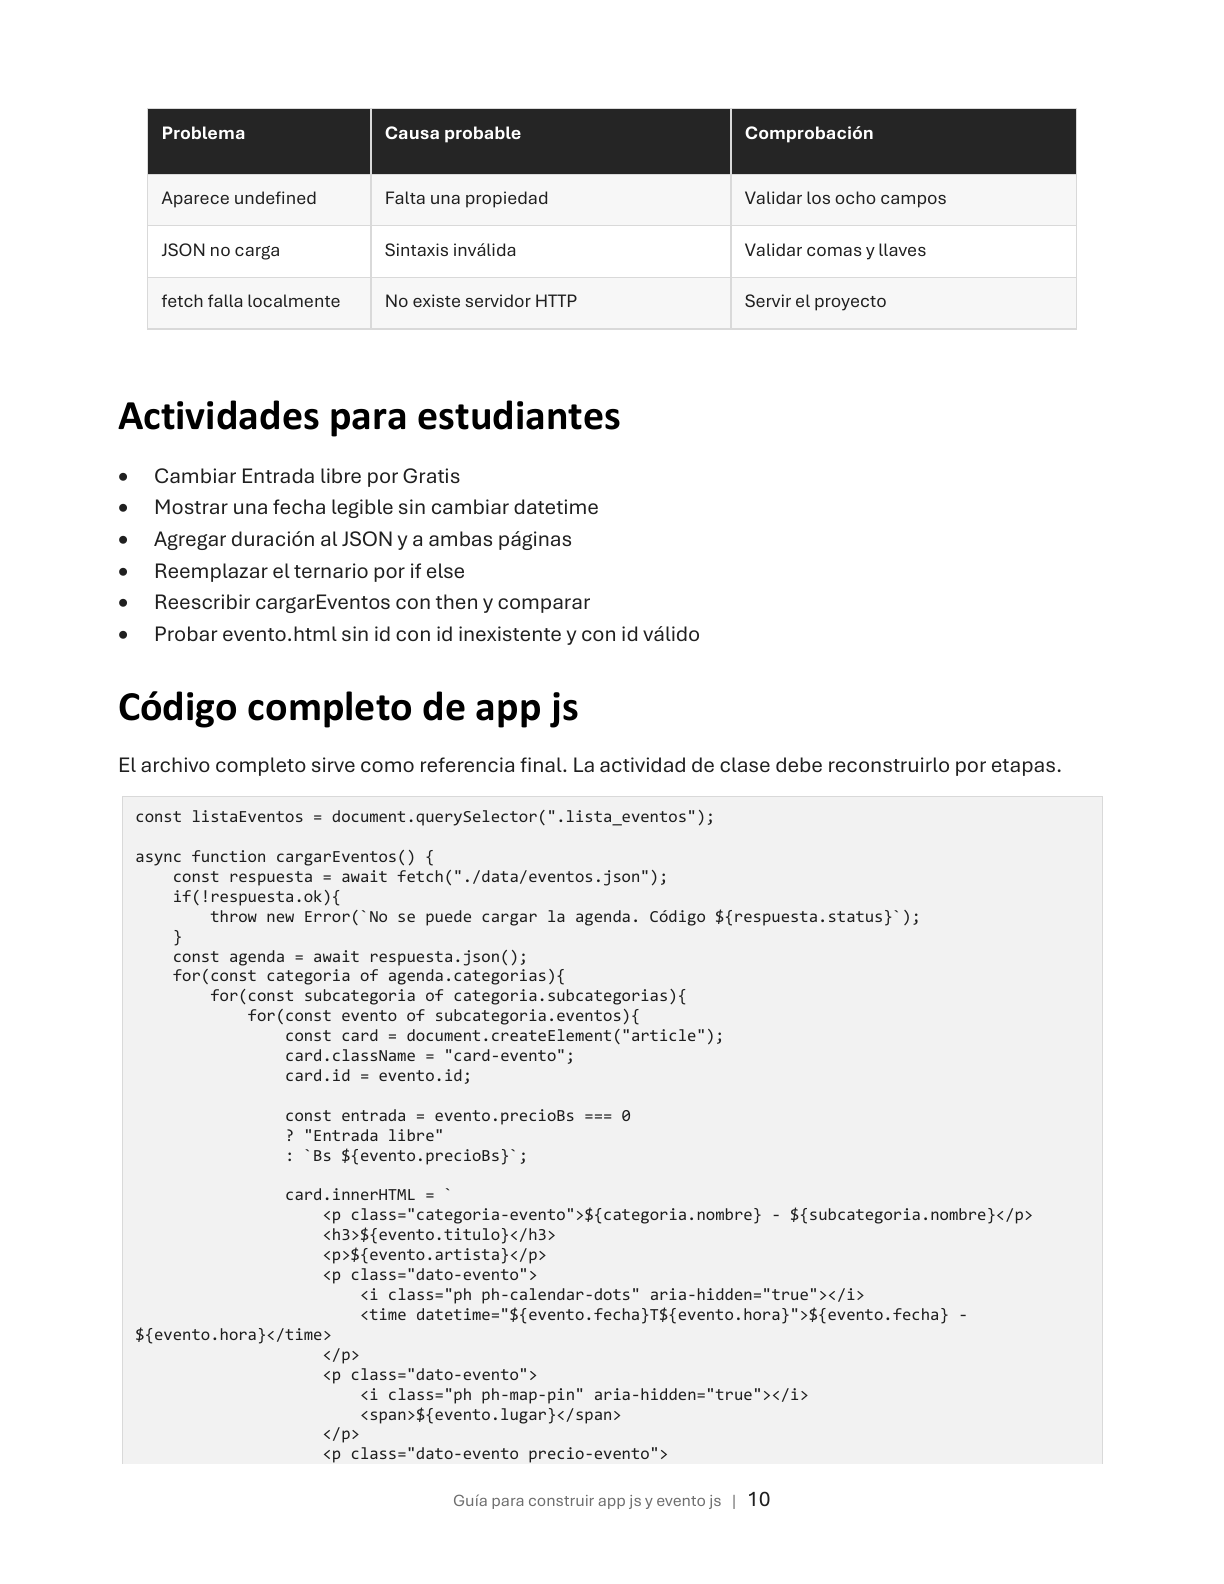 Problema Causa probable Comprobación
Aparece undefined Falta una propiedad Validar los ocho campos
JSON no carga Sintaxis inválida Validar comas y llaves
fetch falla localmente No existe servidor HTTP Servir el proyecto
Actividades para estudiantes
• Cambiar Entrada libre por Gratis
• Mostrar una fecha legible sin cambiar datetime
• Agregar duración al JSON y a ambas páginas
• Reemplazar el ternario por if else
• Reescribir cargarEventos con then y comparar
• Probar evento.html sin id con id inexistente y con id válido
Código completo de app js
El archivo completo sirve como referencia final. La actividad de clase debe reconstruirlo por etapas.
const listaEventos = document.querySelector(".lista_eventos");
async function cargarEventos() {
    const respuesta = await fetch("./data/eventos.json");
    if(!respuesta.ok){
        throw new Error(`No se puede cargar la agenda. Código ${respuesta.status}`);
    }
    const agenda = await respuesta.json();
    for(const categoria of agenda.categorias){
        for(const subcategoria of categoria.subcategorias){
            for(const evento of subcategoria.eventos){
                const card = document.createElement("article");
                card.className = "card-evento";
                card.id = evento.id;
                const entrada = evento.precioBs === 0
                ? "Entrada libre"
                : `Bs ${evento.precioBs}`;
                card.innerHTML = `
                    <p class="categoria-evento">${categoria.nombre} - ${subcategoria.nombre}</p>
                    <h3>${evento.titulo}</h3>
                    <p>${evento.artista}</p>
                    <p class="dato-evento">
                        <i class="ph ph-calendar-dots" aria-hidden="true"></i>
                        <time datetime="${evento.fecha}T${evento.hora}">${evento.fecha} -
${evento.hora}</time>
                    </p>
                    <p class="dato-evento">
                        <i class="ph ph-map-pin" aria-hidden="true"></i>
                        <span>${evento.lugar}</span>
                    </p>
                    <p class="dato-evento precio-evento">
Guía para construir app js y evento js | 10